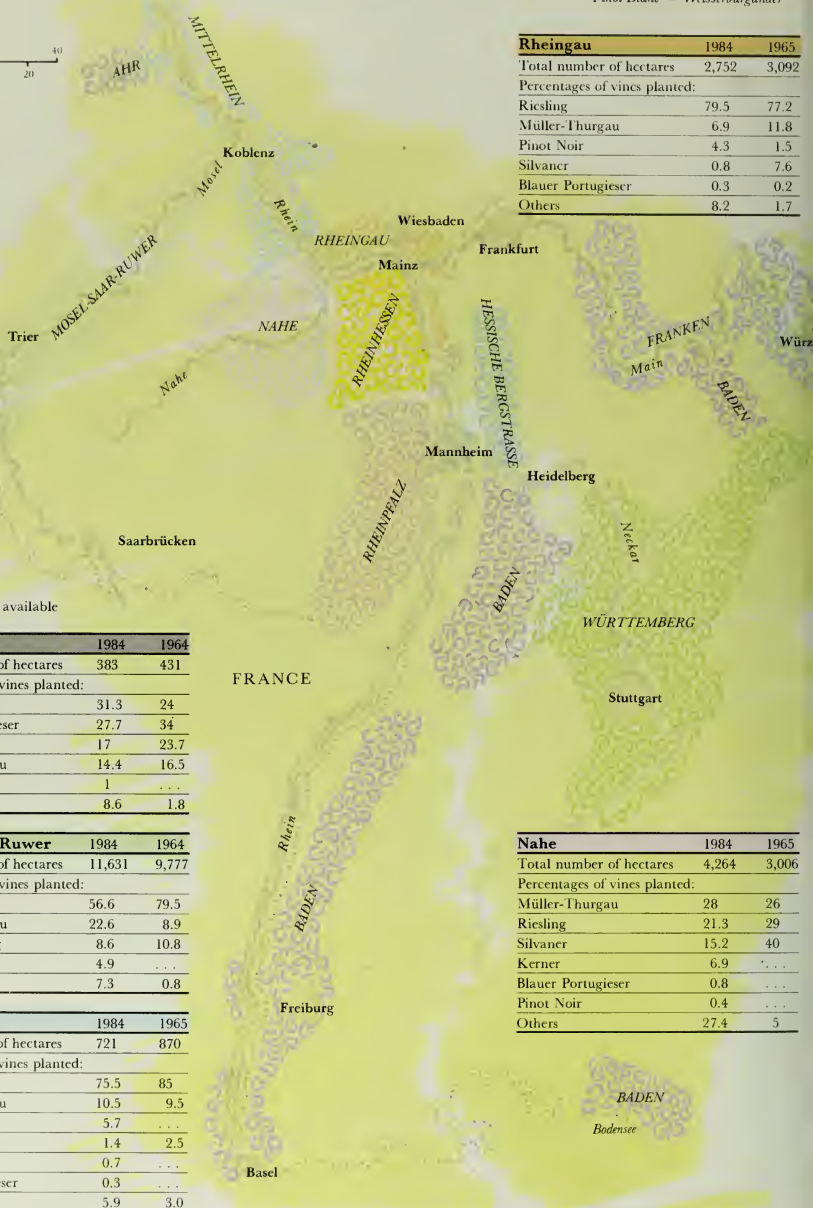 Pinot Blanc = Weisserburgunder
40
20
Rheingau 1984 1965
Total number of hectares 2,752 3,092
Percentages of vines planted:
Riesling 79.5 77.2
Müller-Thurgau 6.9 11.8
Pinot Noir 4.3 1.5
Silvaner 0.8 7.6
Blauer Portugieser 0.3 0.2
Others 8.2 1.7
AHR
MITTELRHEIN
Koblenz
Mosel
Rhein
Wiesbaden
RHEINGAU
Mainz
Frankfurt
MOSEL-SAAR-RUWER
Trier
NAHE
Nahe
RHEINHESSEN
HESSISCHE BERGSTRASSE
FRANKEN
Main
Würz
BADEN
Mannheim
Heidelberg
RHEINPFALZ
Neckar
Saarbrücken
BADEN
WÜRTTEMBERG
Stuttgart
FRANCE
available
1984 1964
of hectares 383 431
vines planted:
31.3 24
eser 27.7 34
17 23.7
u 14.4 16.5
1 . . .
8.6 1.8
Ruwer 1984 1964
of hectares 11,631 9,777
vines planted:
56.6 79.5
u 22.6 8.9
8.6 10.8
4.9 . . .
7.3 0.8
1984 1965
of hectares 721 870
vines planted:
75.5 85
u 10.5 9.5
5.7 . . .
1.4 2.5
0.7 . . .
ser 0.3 . . .
5.9 3.0
Rhein
BADEN
Freiburg
Basel
Nahe 1984 1965
Total number of hectares 4,264 3,006
Percentages of vines planted:
Müller-Thurgau 28 26
Riesling 21.3 29
Silvaner 15.2 40
Kerner 6.9 . . .
Blauer Portugieser 0.8 . . .
Pinot Noir 0.4 . . .
Others 27.4 5
BADEN
Bodensee